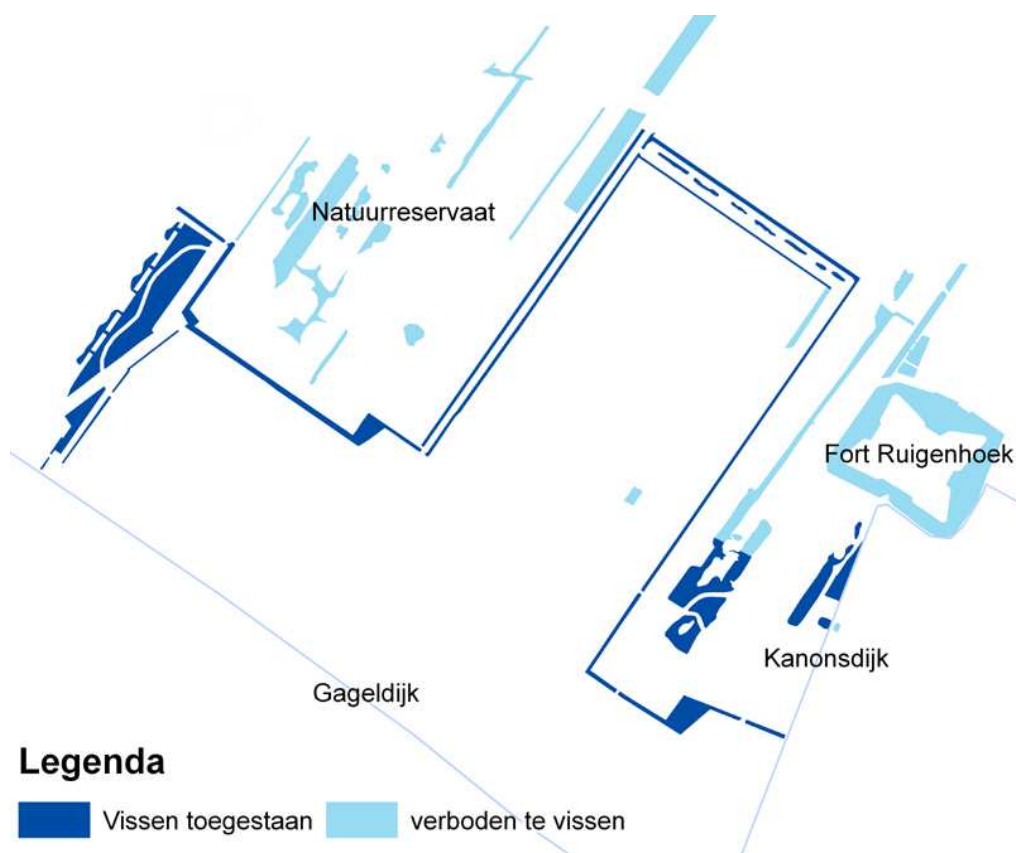 Natuurreservaat
Fort Ruigenhoek
Kanonsdijk
Gageldijk
Legenda
Vissen toegestaan
verboden te vissen